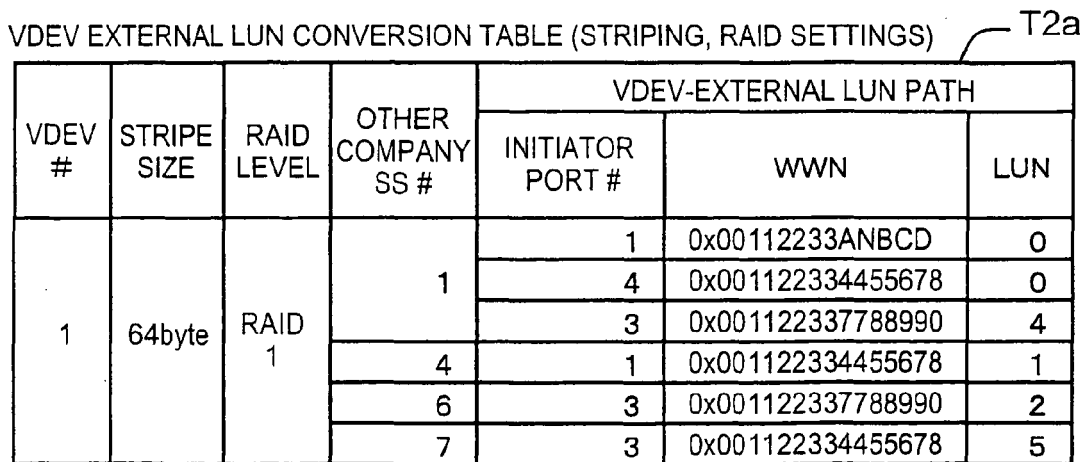 T2a
VDEV EXTERNAL LUN CONVERSION TABLE (STRIPING, RAID SETTINGS)
VDEV #
STRIPE SIZE
RAID LEVEL
OTHER COMPANY SS #
VDEV-EXTERNAL LUN PATH
INITIATOR PORT #
WWN
LUN
1 64byte RAID 1
1 1 0x00112233ANBCD 0
4 0x001122334455678 0
3 0x001122337788990 4
4 1 0x001122334455678 1
6 3 0x001122337788990 2
7 3 0x001122334455678 5